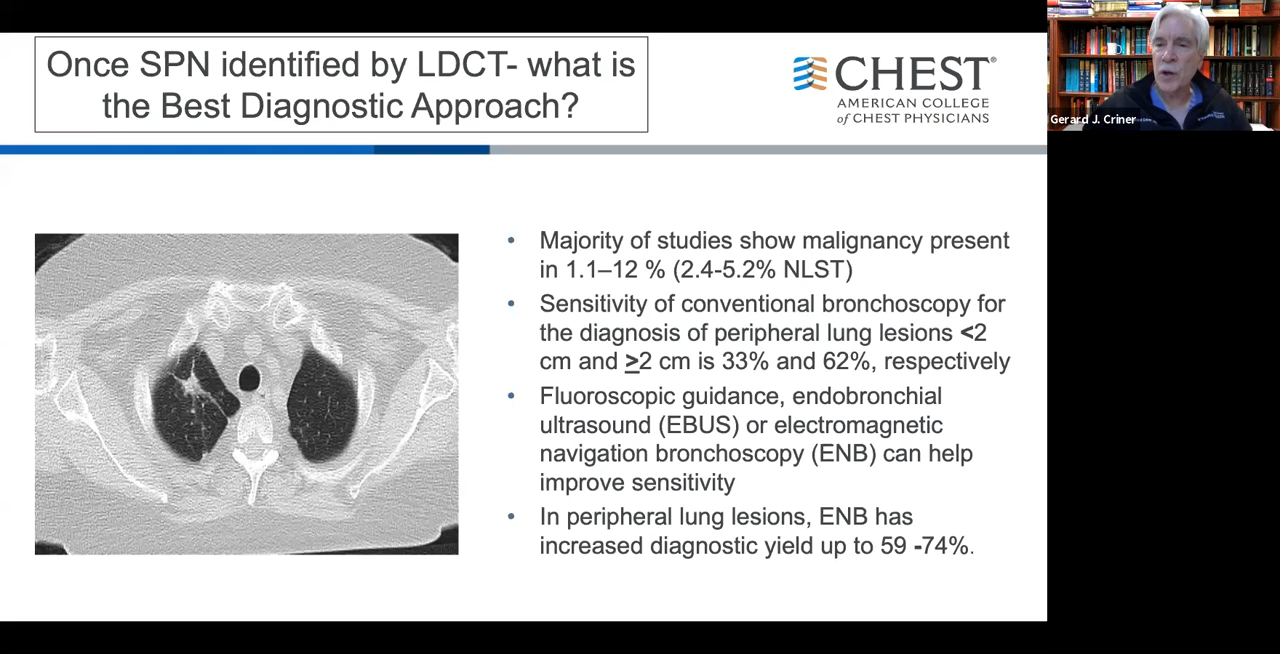 Once SPN identified by LDCT- what is
the Best Diagnostic Approach?
CHEST®
AMERICAN COLLEGE
of CHEST PHYSICIANS
Gerard J. Criner
• Majority of studies show malignancy present
in 1.1–12 % (2.4-5.2% NLST)
• Sensitivity of conventional bronchoscopy for
the diagnosis of peripheral lung lesions <2
cm and ≥2 cm is 33% and 62%, respectively
• Fluoroscopic guidance, endobronchial
ultrasound (EBUS) or electromagnetic
navigation bronchoscopy (ENB) can help
improve sensitivity
• In peripheral lung lesions, ENB has
increased diagnostic yield up to 59 -74%.